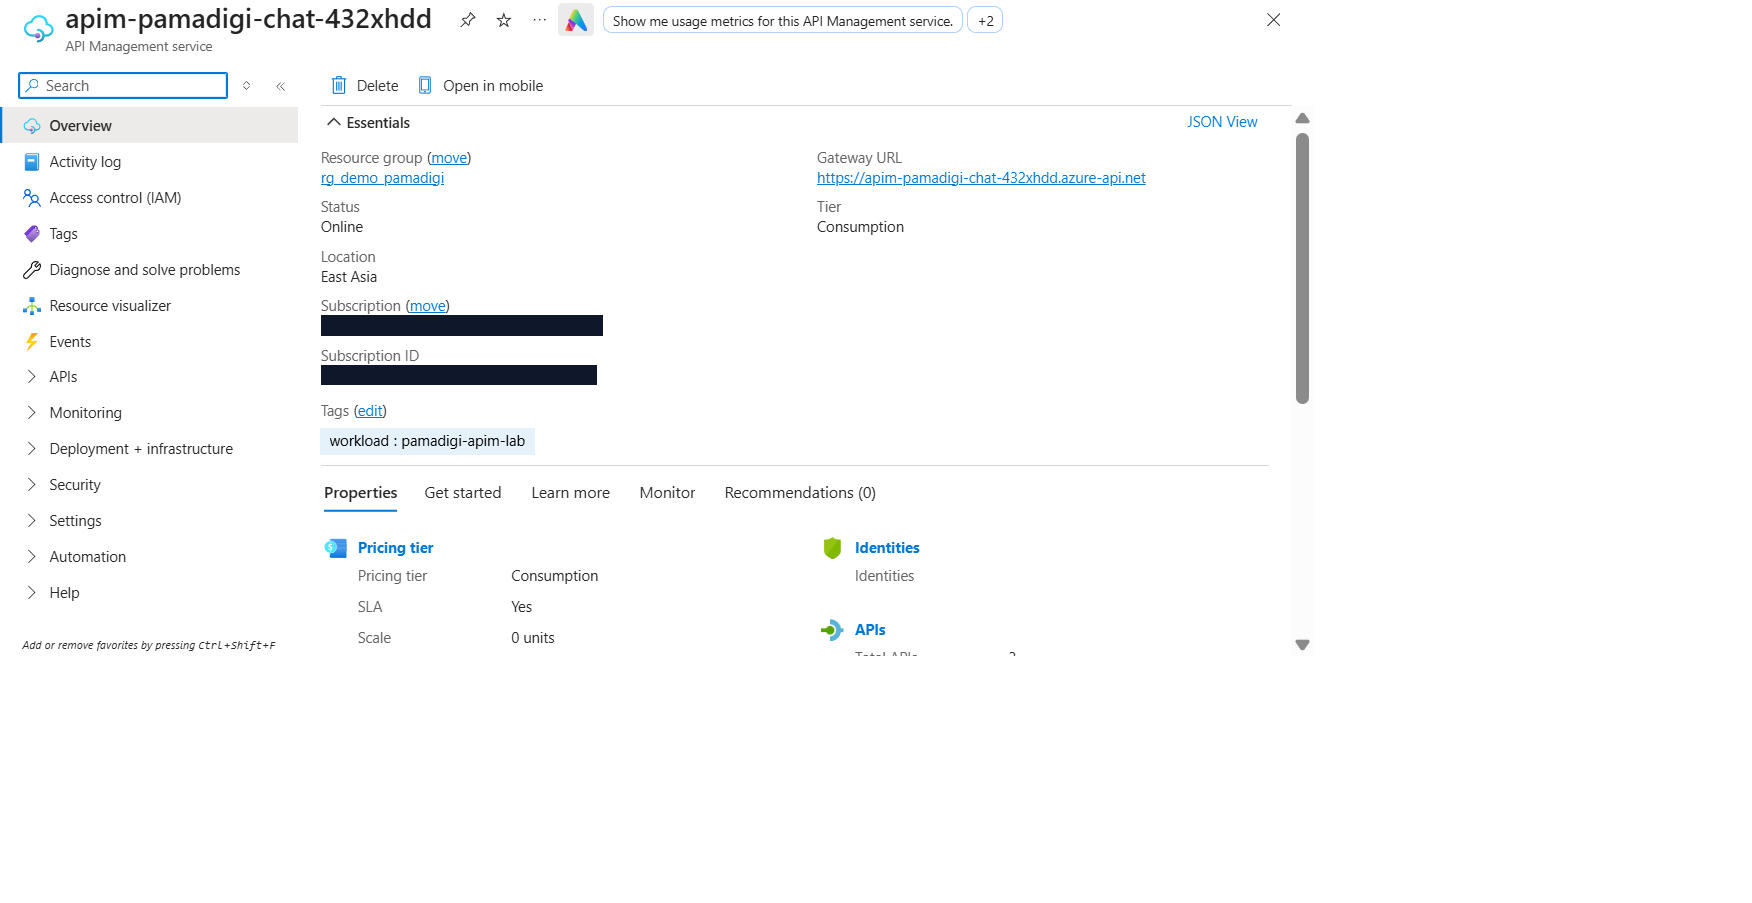 apim-pamadigi-chat-432xhdd
API Management service
Show me usage metrics for this API Management service.
+2
Search
Overview
Activity log
Access control (IAM)
Tags
Diagnose and solve problems
Resource visualizer
Events
APIs
Monitoring
Deployment + infrastructure
Security
Settings
Automation
Help
Add or remove favorites by pressing Ctrl+Shift+F
Delete
Open in mobile
Essentials
JSON View
Resource group (move)
rg_demo_pamadigi
Status
Online
Location
East Asia
Subscription (move)
Subscription ID
Gateway URL
https://apim-pamadigi-chat-432xhdd.azure-api.net
Tier
Consumption
Tags (edit)
workload : pamadigi-apim-lab
Properties Get started Learn more Monitor Recommendations (0)
Pricing tier
Pricing tier Consumption
SLA Yes
Scale 0 units
Identities
Identities
APIs
Total APIs